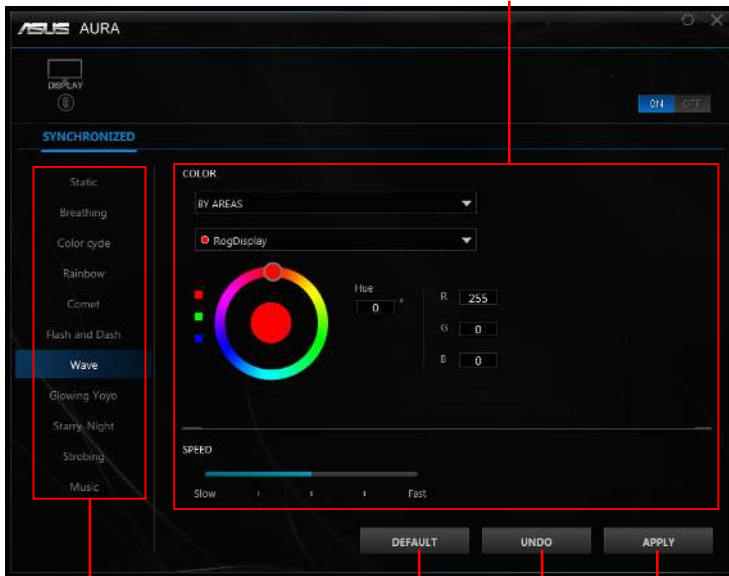 ASUS AURA
DISPLAY
ON OFF
SYNCHRONIZED
Static
Breathing
Color cycle
Rainbow
Comet
Flash and Dash
Wave
Glowing Yoyo
Starry-Night
Strobing
Music
COLOR
BY AREAS
RogDisplay
Hue
0 °
R 255
G 0
B 0
SPEED
Slow Fast
DEFAULT UNDO APPLY